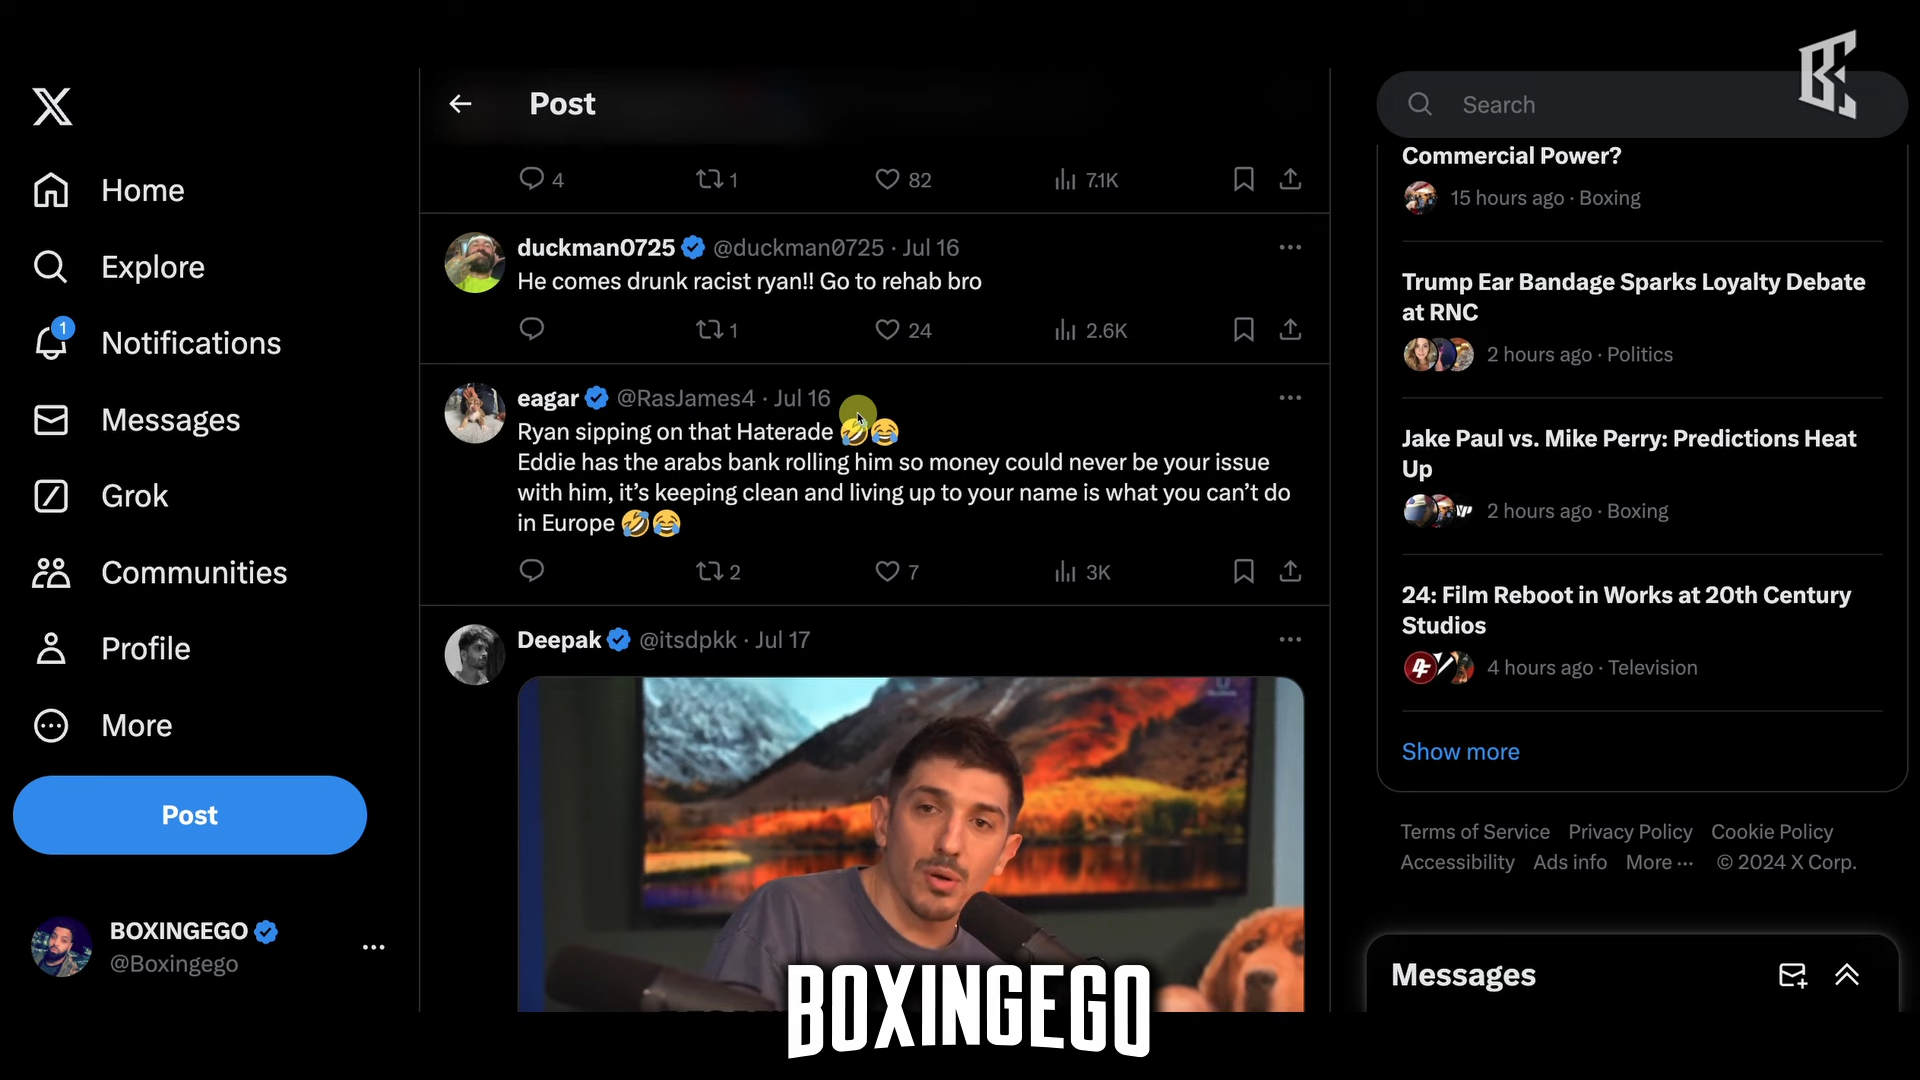 Home
Explore
1
Notifications
Messages
Grok
Communities
Profile
More
Post
BOXINGEGO
@Boxingego
Post
4 1 82 7.1K
duckman0725 @duckman0725 · Jul 16
He comes drunk racist ryan!! Go to rehab bro
1 24 2.6K
eagar @RasJames4 · Jul 16
Ryan sipping on that Haterade 🤣😂
Eddie has the arabs bank rolling him so money could never be your issue
with him, it’s keeping clean and living up to your name is what you can’t do
in Europe 🤣😂
2 7 3K
Deepak @itsdpkk · Jul 17
BOXINGEGO
Search
Commercial Power?
15 hours ago · Boxing
Trump Ear Bandage Sparks Loyalty Debate
at RNC
2 hours ago · Politics
Jake Paul vs. Mike Perry: Predictions Heat
Up
2 hours ago · Boxing
24: Film Reboot in Works at 20th Century
Studios
4 hours ago · Television
Show more
Terms of Service Privacy Policy Cookie Policy
Accessibility Ads info More ··· © 2024 X Corp.
Messages